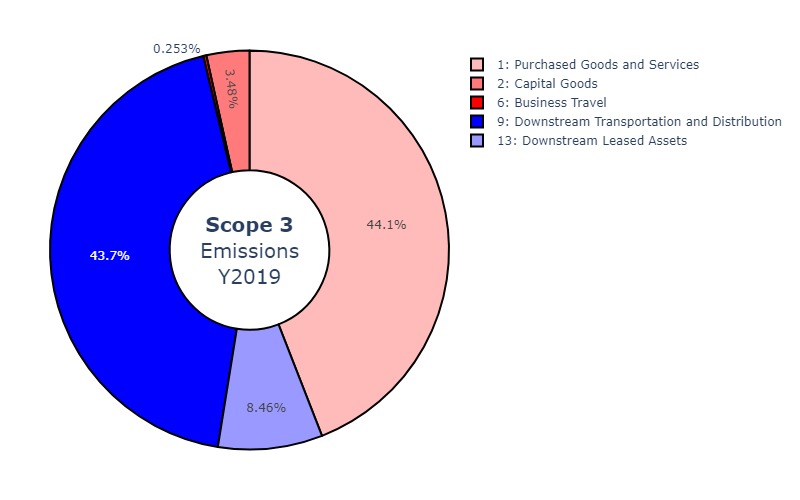 0.253%
3.48%
44.1%
43.7%
8.46%
Scope 3
Emissions
Y2019
1: Purchased Goods and Services
2: Capital Goods
6: Business Travel
9: Downstream Transportation and Distribution
13: Downstream Leased Assets